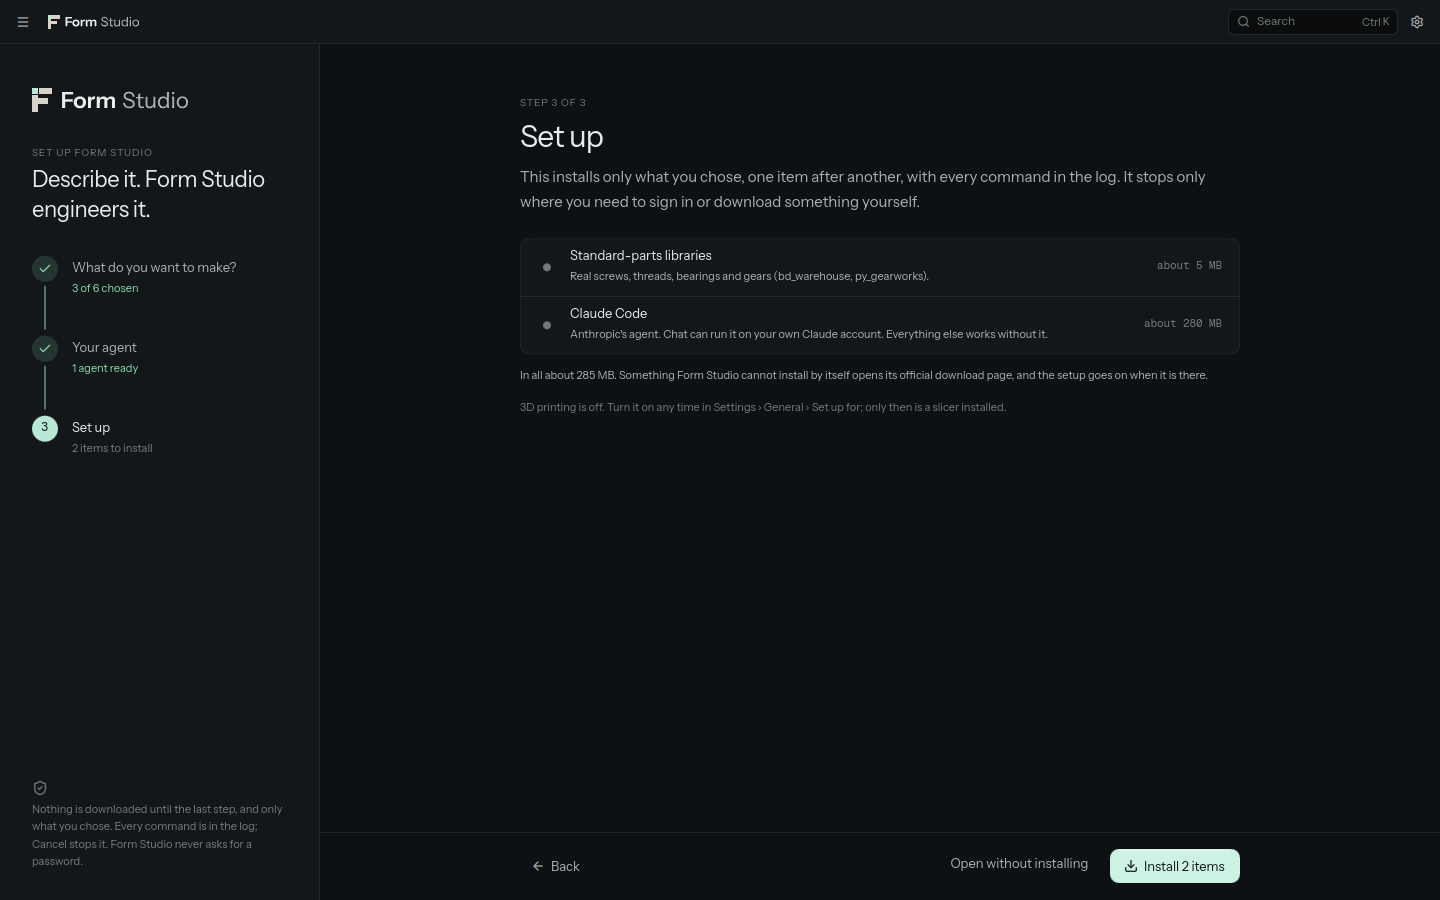 Form Studio
Search
Ctrl K
Form Studio
SET UP FORM STUDIO
Describe it. Form Studio
engineers it.
What do you want to make?
3 of 6 chosen
Your agent
1 agent ready
3
Set up
2 items to install
Nothing is downloaded until the last step, and only
what you chose. Every command is in the log;
Cancel stops it. Form Studio never asks for a
password.
STEP 3 OF 3
Set up
This installs only what you chose, one item after another, with every command in the log. It stops only
where you need to sign in or download something yourself.
Standard-parts libraries
Real screws, threads, bearings and gears (bd_warehouse, py_gearworks).
about 5 MB
Claude Code
Anthropic's agent. Chat can run it on your own Claude account. Everything else works without it.
about 280 MB
In all about 285 MB. Something Form Studio cannot install by itself opens its official download page, and the setup goes on when it is there.
3D printing is off. Turn it on any time in Settings › General › Set up for; only then is a slicer installed.
Back
Open without installing
Install 2 items